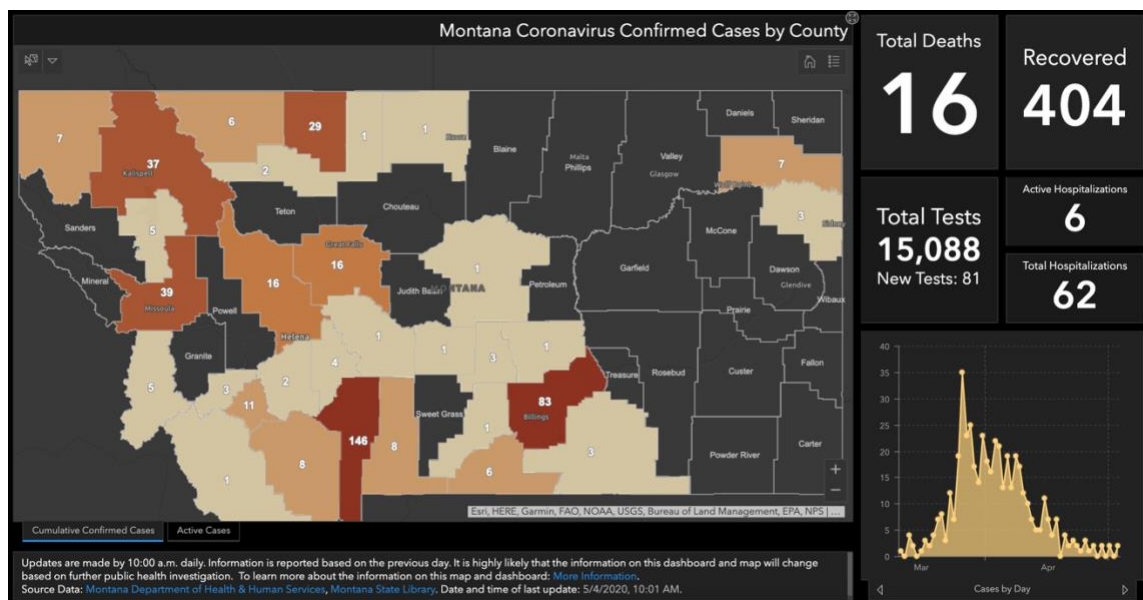 Montana Coronavirus Confirmed Cases by County
Total Deaths
16
Recovered
404
Total Tests
15,088
New Tests: 81
Active Hospitalizations
6
Total Hospitalizations
62
7
37
Kalispell
6
29
1
1
Havre
2
Blaine
Malta
Phillips
Valley
Glasgow
Daniels
Sheridan
7
3
Sidney
Sanders
5
Teton
Chouteau
Great Falls
16
16
Mineral
39
Missoula
Powell
Helena
Judith Basin
MONTANA
1
Petroleum
Garfield
McCone
Dawson
Glendive
Wibaux
Prairie
Granite
5
3
2
4
1
1
3
1
Treasure
Rosebud
Custer
Fallon
11
146
Sweet Grass
83
Billings
8
8
1
6
3
1
Powder River
Carter
+
−
Esri, HERE, Garmin, FAO, NOAA, USGS, Bureau of Land Management, EPA, NPS | ...
Cumulative Confirmed Cases
Active Cases
40
35
30
25
20
15
10
5
0
Mar
Apr
Cases by Day
Updates are made by 10:00 a.m. daily. Information is reported based on the previous day. It is highly likely that the information on this dashboard and map will change
based on further public health investigation. To learn more about the information on this map and dashboard: More Information.
Source Data: Montana Department of Health & Human Services, Montana State Library. Date and time of last update: 5/4/2020, 10:01 AM.